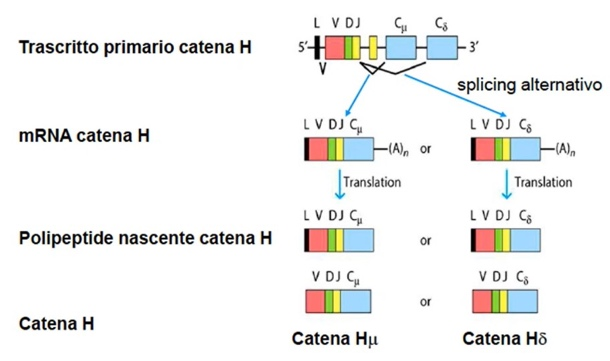 L V D J Cμ Cδ
Trascritto primario catena H 5′ 3′
splicing alternativo
L V D J Cμ L V D J Cδ
mRNA catena H (A)n or (A)n
Translation Translation
L V D J Cμ L V D J Cδ
Polipeptide nascente catena H or
V D J Cμ V D J Cδ
or
Catena H
Catena Hμ Catena Hδ